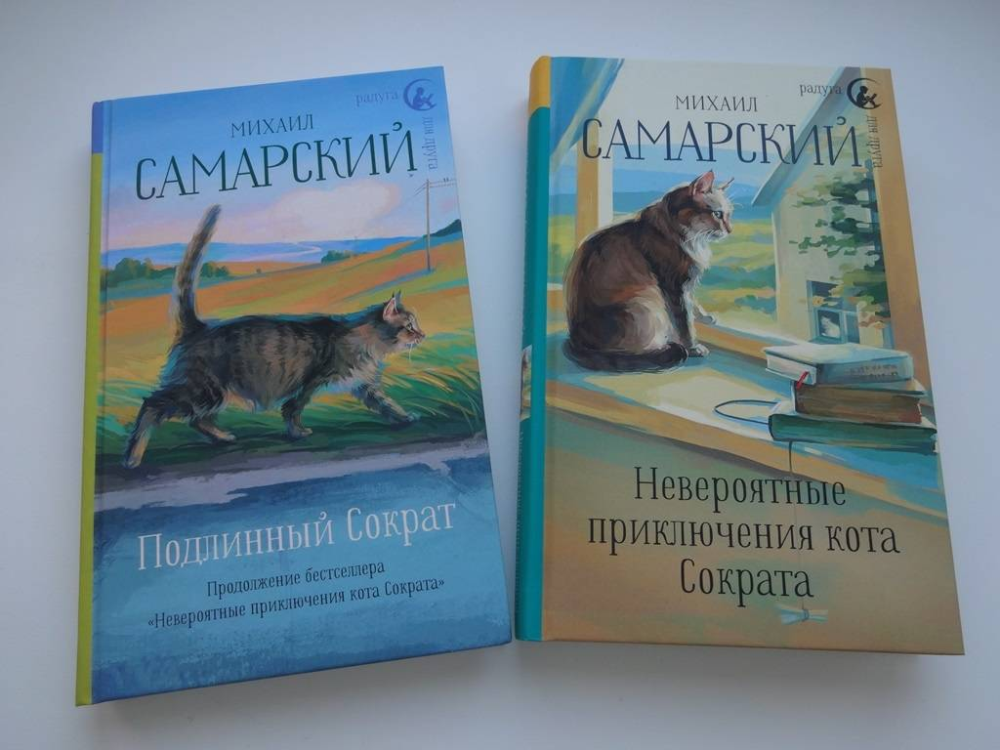 МИХАИЛ
САМАРСКИЙ
радуга
для друга
Подлинный Сократ
Продолжение бестселлера
«Невероятные приключения кота Сократа»
МИХАИЛ
САМАРСКИЙ
радуга
для друга
Невероятные
приключения кота
Сократа